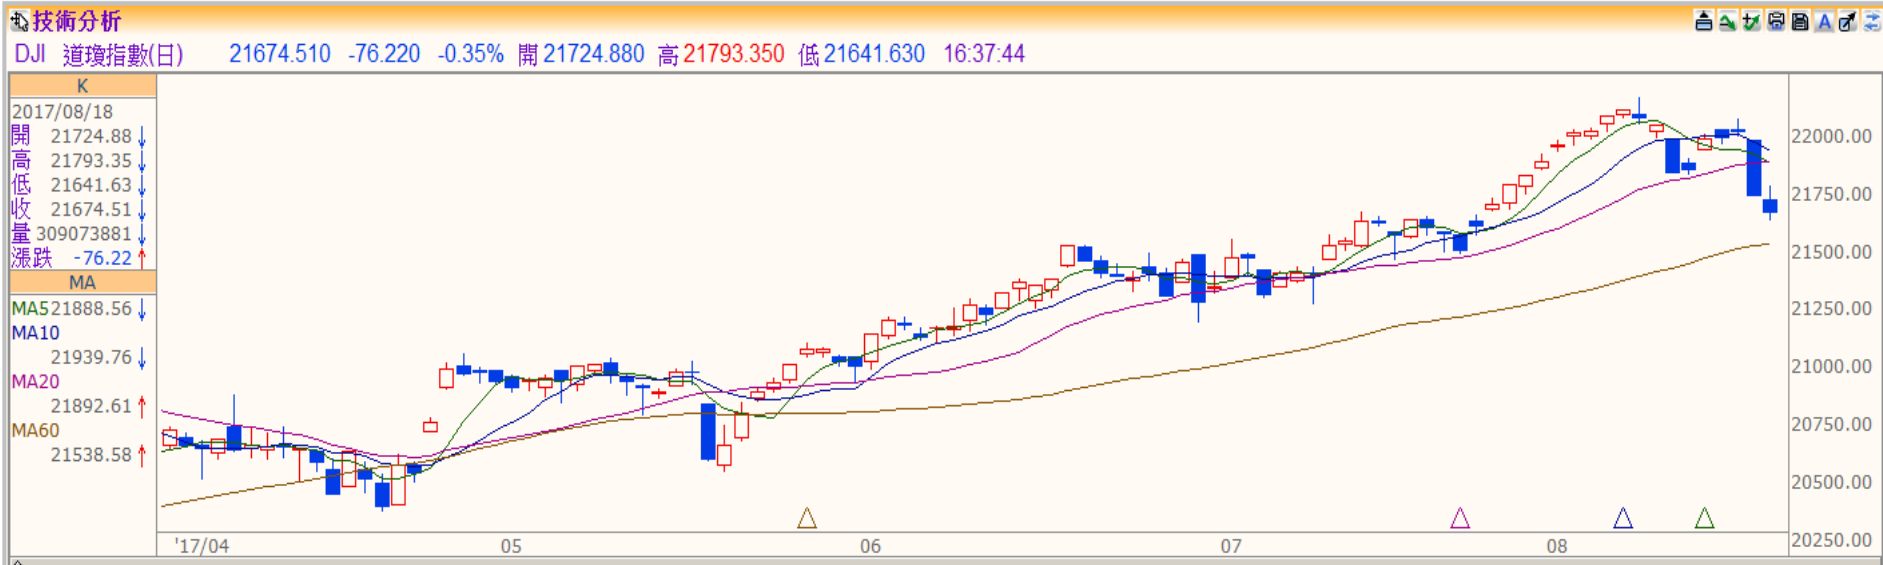 技術分析
DJI 道瓊指數(日) 21674.510 -76.220 -0.35% 開 21724.880 高 21793.350 低 21641.630 16:37:44
K
2017/08/18
開 21724.88
高 21793.35
低 21641.63
收 21674.51
量 309073881
漲跌 -76.22
MA
MA5 21888.56
MA10
21939.76
MA20
21892.61
MA60
21538.58
22000.00
21750.00
21500.00
21250.00
21000.00
20750.00
20500.00
20250.00
'17/04 05 06 07 08
A